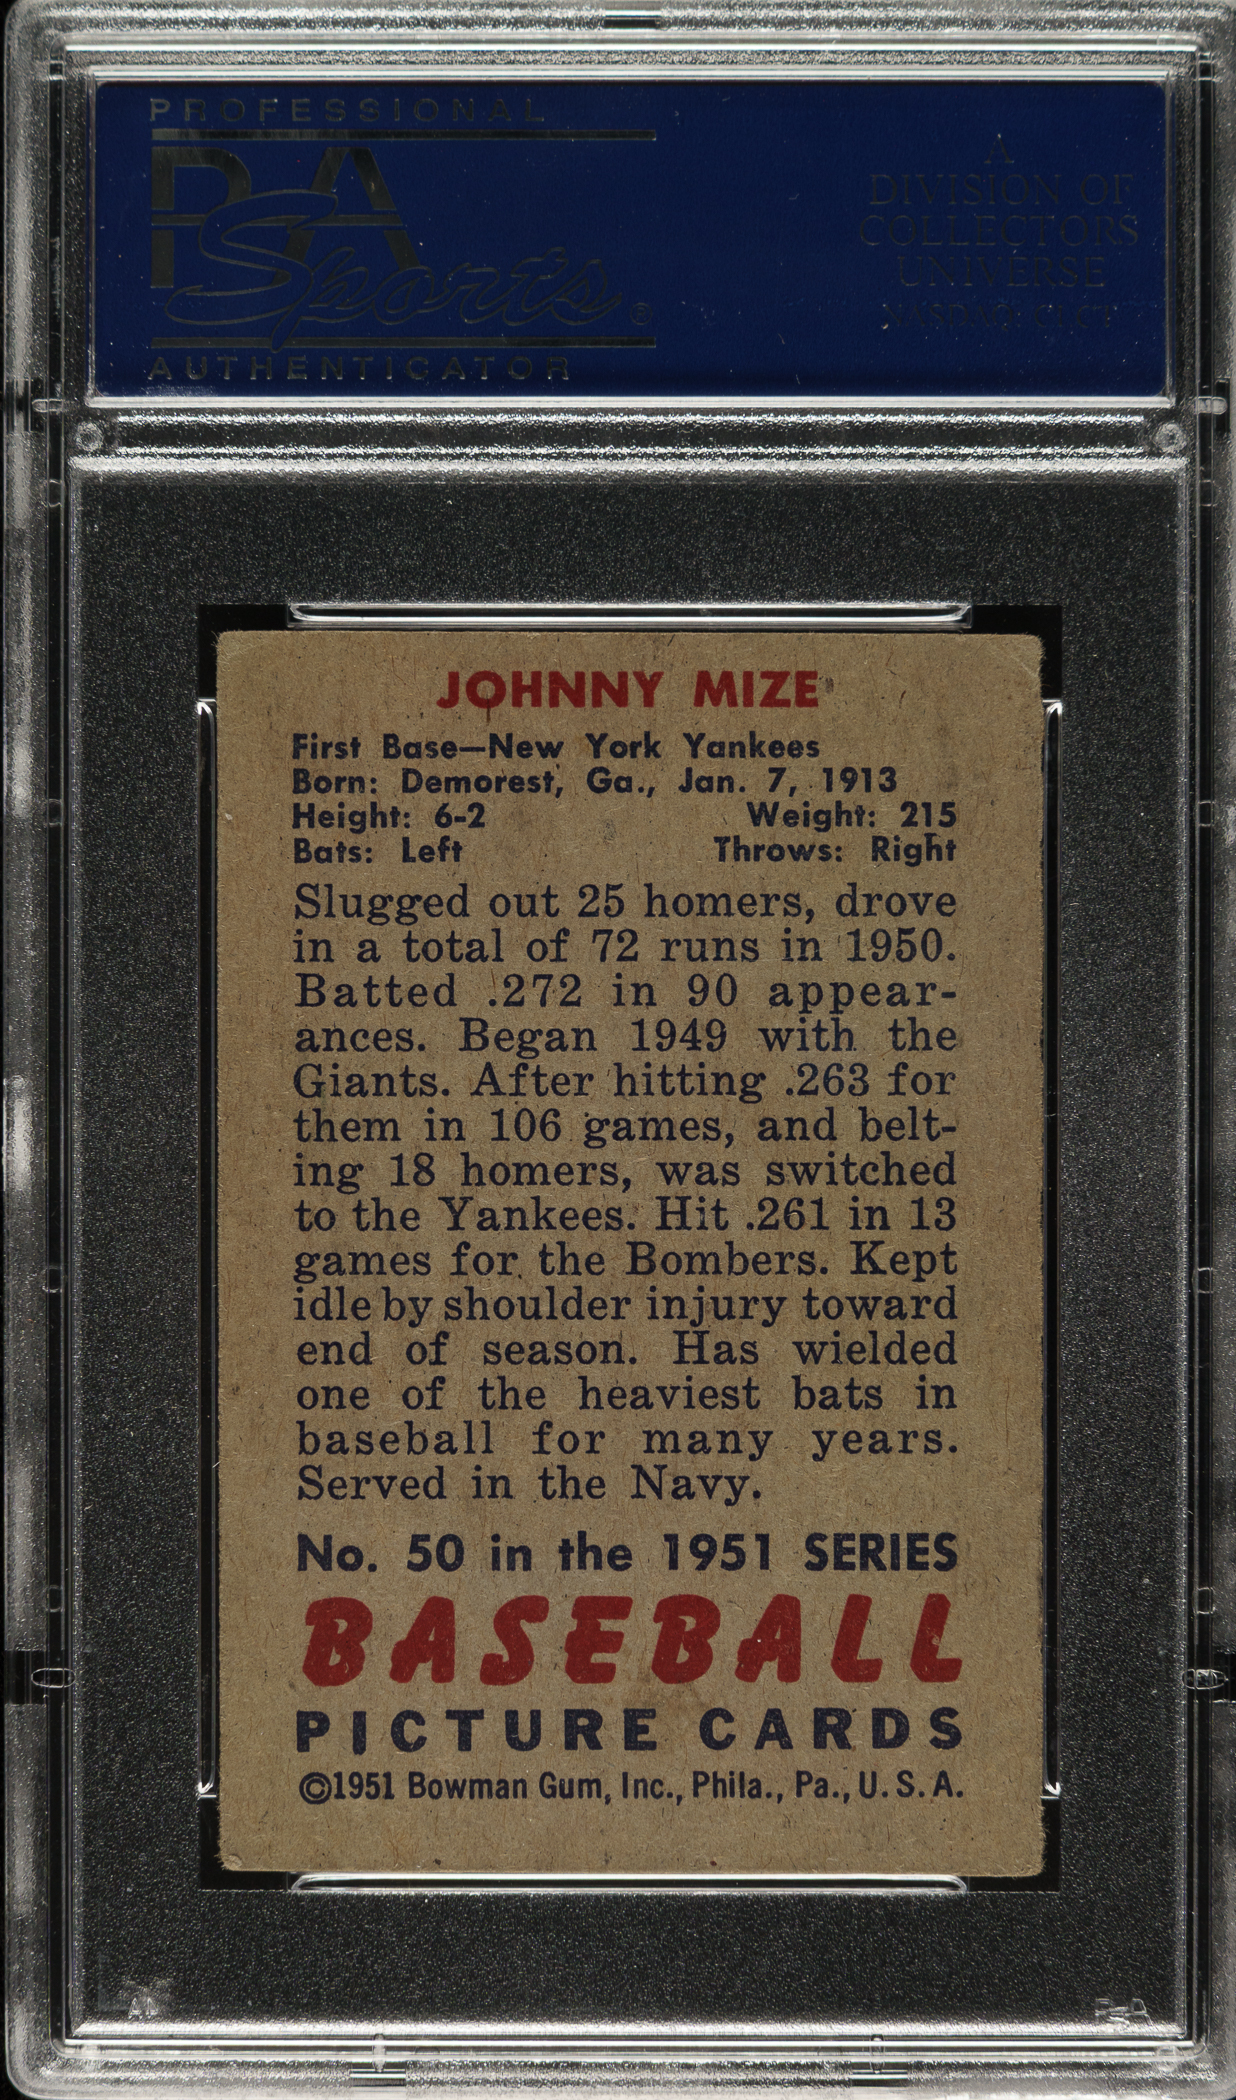 PROFESSIONAL
PSA
Sports®
AUTHENTICATOR
A
DIVISION OF
COLLECTORS
UNIVERSE
NASDAQ: CLCT
JOHNNY MIZE
First Base—New York Yankees
Born: Demorest, Ga., Jan. 7, 1913
Height: 6-2 Weight: 215
Bats: Left Throws: Right
Slugged out 25 homers, drove
in a total of 72 runs in 1950.
Batted .272 in 90 appear-
ances. Began 1949 with the
Giants. After hitting .263 for
them in 106 games, and belt-
ing 18 homers, was switched
to the Yankees. Hit .261 in 13
games for the Bombers. Kept
idle by shoulder injury toward
end of season. Has wielded
one of the heaviest bats in
baseball for many years.
Served in the Navy.
No. 50 in the 1951 SERIES
BASEBALL
PICTURE CARDS
©1951 Bowman Gum, Inc., Phila., Pa., U.S.A.
PSA